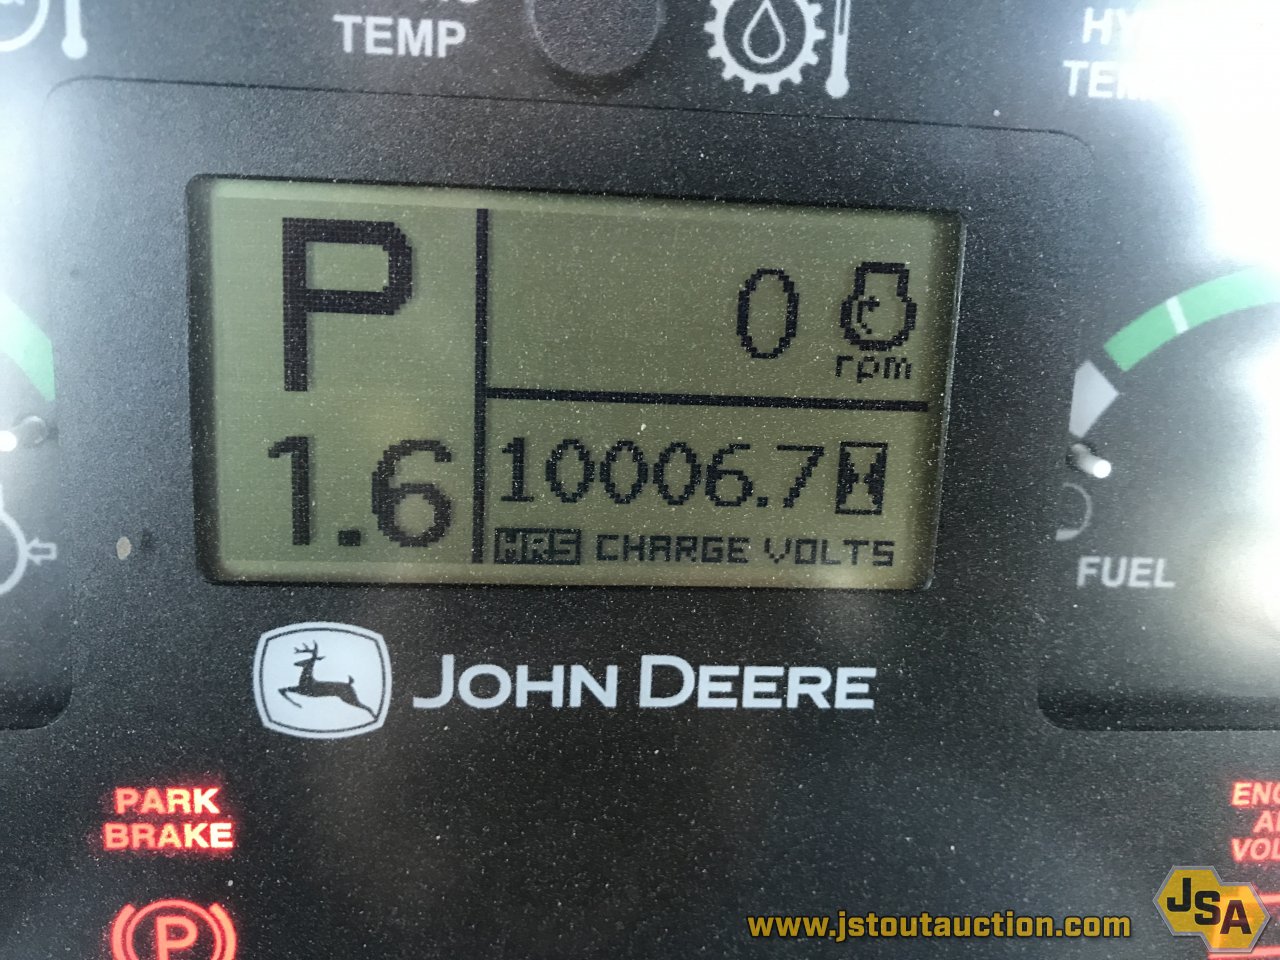 TEMP
P
0
rpm
1.6
10006.7
HRS CHARGE VOLTS
FUEL
JOHN DEERE
PARK
BRAKE
P
www.jstoutauction.com
JSA